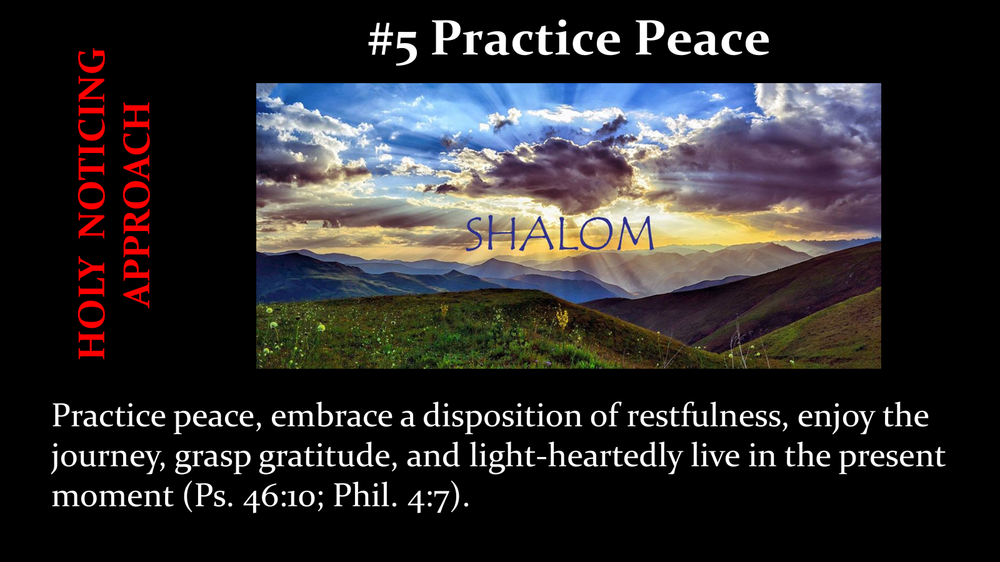 #5 Practice Peace
HOLY NOTICING
APPROACH
SHALOM
Practice peace, embrace a disposition of restfulness, enjoy the
journey, grasp gratitude, and light-heartedly live in the present
moment (Ps. 46:10; Phil. 4:7).